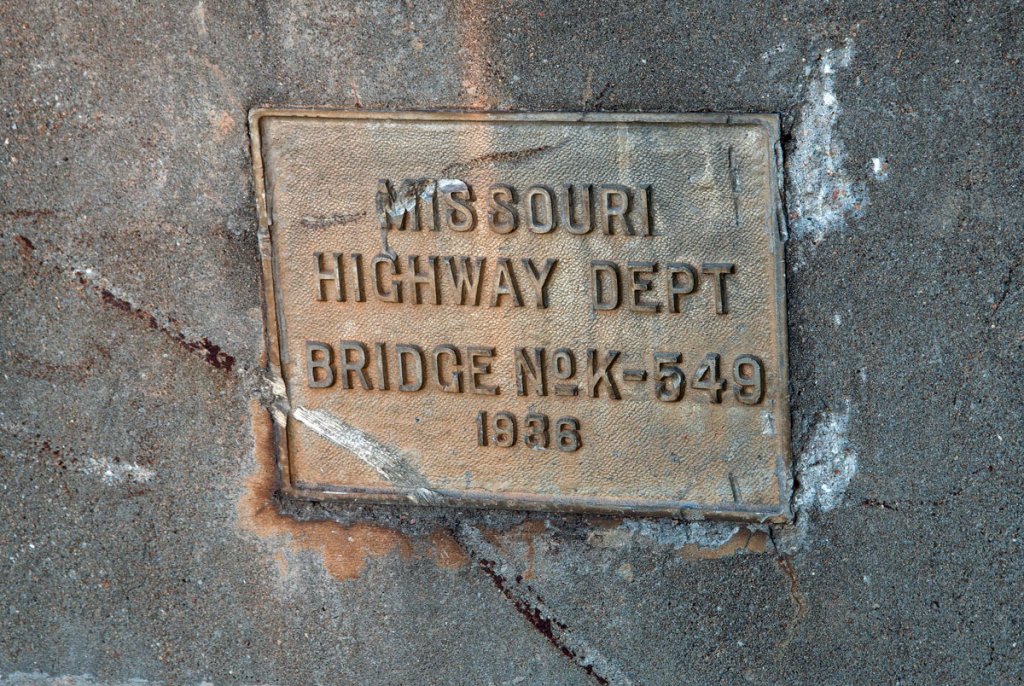 MISSOURI
HIGHWAY DEPT
BRIDGE Nº K-549
1936